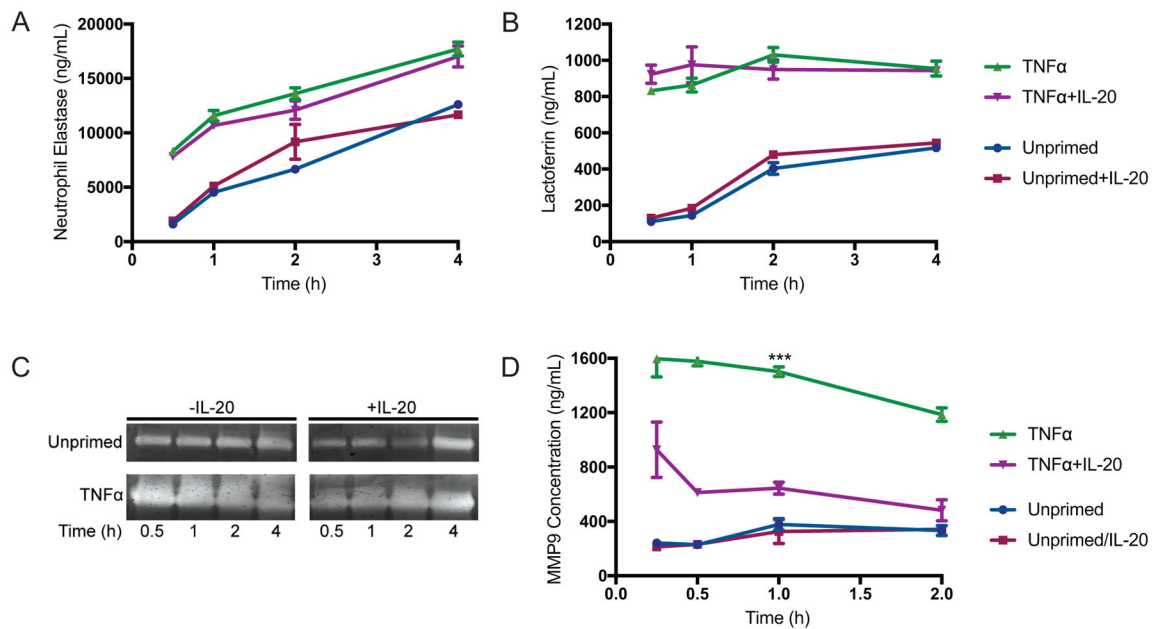 A
Neutrophil Elastase (ng/mL)
20000
15000
10000
5000
0
0 1 2 3 4
Time (h)
B
Lactoferrin (ng/mL)
1200
1000
800
600
400
200
0
0 1 2 3 4
Time (h)
TNFα
TNFα+IL-20
Unprimed
Unprimed+IL-20
C
-IL-20 +IL-20
Unprimed
TNFα
Time (h) 0.5 1 2 4 0.5 1 2 4
D
MMP9 Concentration (ng/mL)
1600
1200
800
400
0
0.0 0.5 1.0 1.5 2.0
Time (h)
***
TNFα
TNFα+IL-20
Unprimed
Unprimed/IL-20